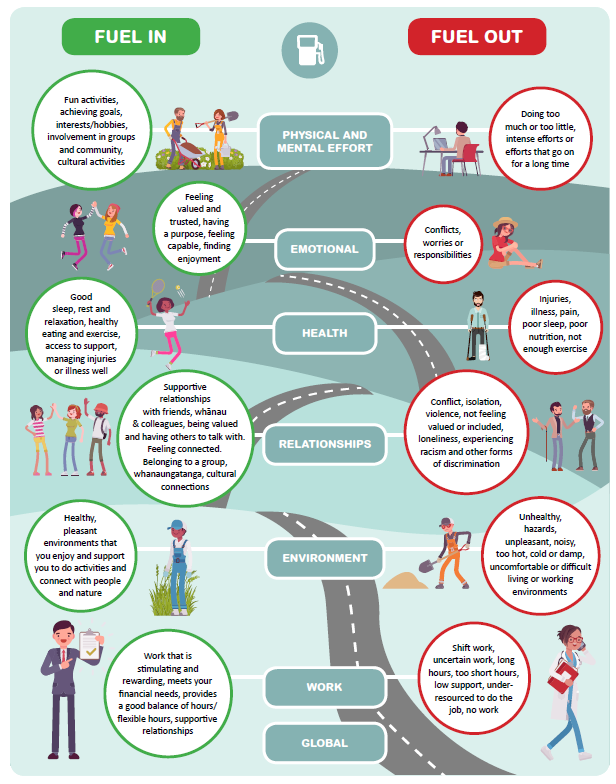 FUEL IN
FUEL OUT
Fun activities,
achieving goals,
interests/hobbies,
involvement in groups
and community,
cultural activities
PHYSICAL AND
MENTAL EFFORT
Doing too
much or too little,
intense efforts or
efforts that go on
for a long time
Feeling
valued and
trusted, having
a purpose, feeling
capable, finding
enjoyment
EMOTIONAL
Conflicts,
worries or
responsibilities
Good
sleep, rest and
relaxation, healthy
eating and exercise,
access to support,
managing injuries
or illness well
HEALTH
Injuries,
illness, pain,
poor sleep, poor
nutrition, not
enough exercise
Supportive
relationships
with friends, whānau
& colleagues, being valued
and having others to talk with.
Feeling connected.
Belonging to a group,
whanaungatanga, cultural
connections
RELATIONSHIPS
Conflict, isolation,
violence, not feeling
valued or included,
loneliness, experiencing
racism and other forms
of discrimination
Healthy,
pleasant
environments that
you enjoy and support
you to do activities and
connect with people
and nature
ENVIRONMENT
Unhealthy,
hazards,
unpleasant, noisy,
too hot, cold or damp,
uncomfortable or difficult
living or working
environments
Work that is
stimulating and
rewarding, meets your
financial needs, provides
a good balance of hours/
flexible hours, supportive
relationships
WORK
Shift work,
uncertain work, long
hours, too short hours,
low support, under-
resourced to do the
job, no work
GLOBAL